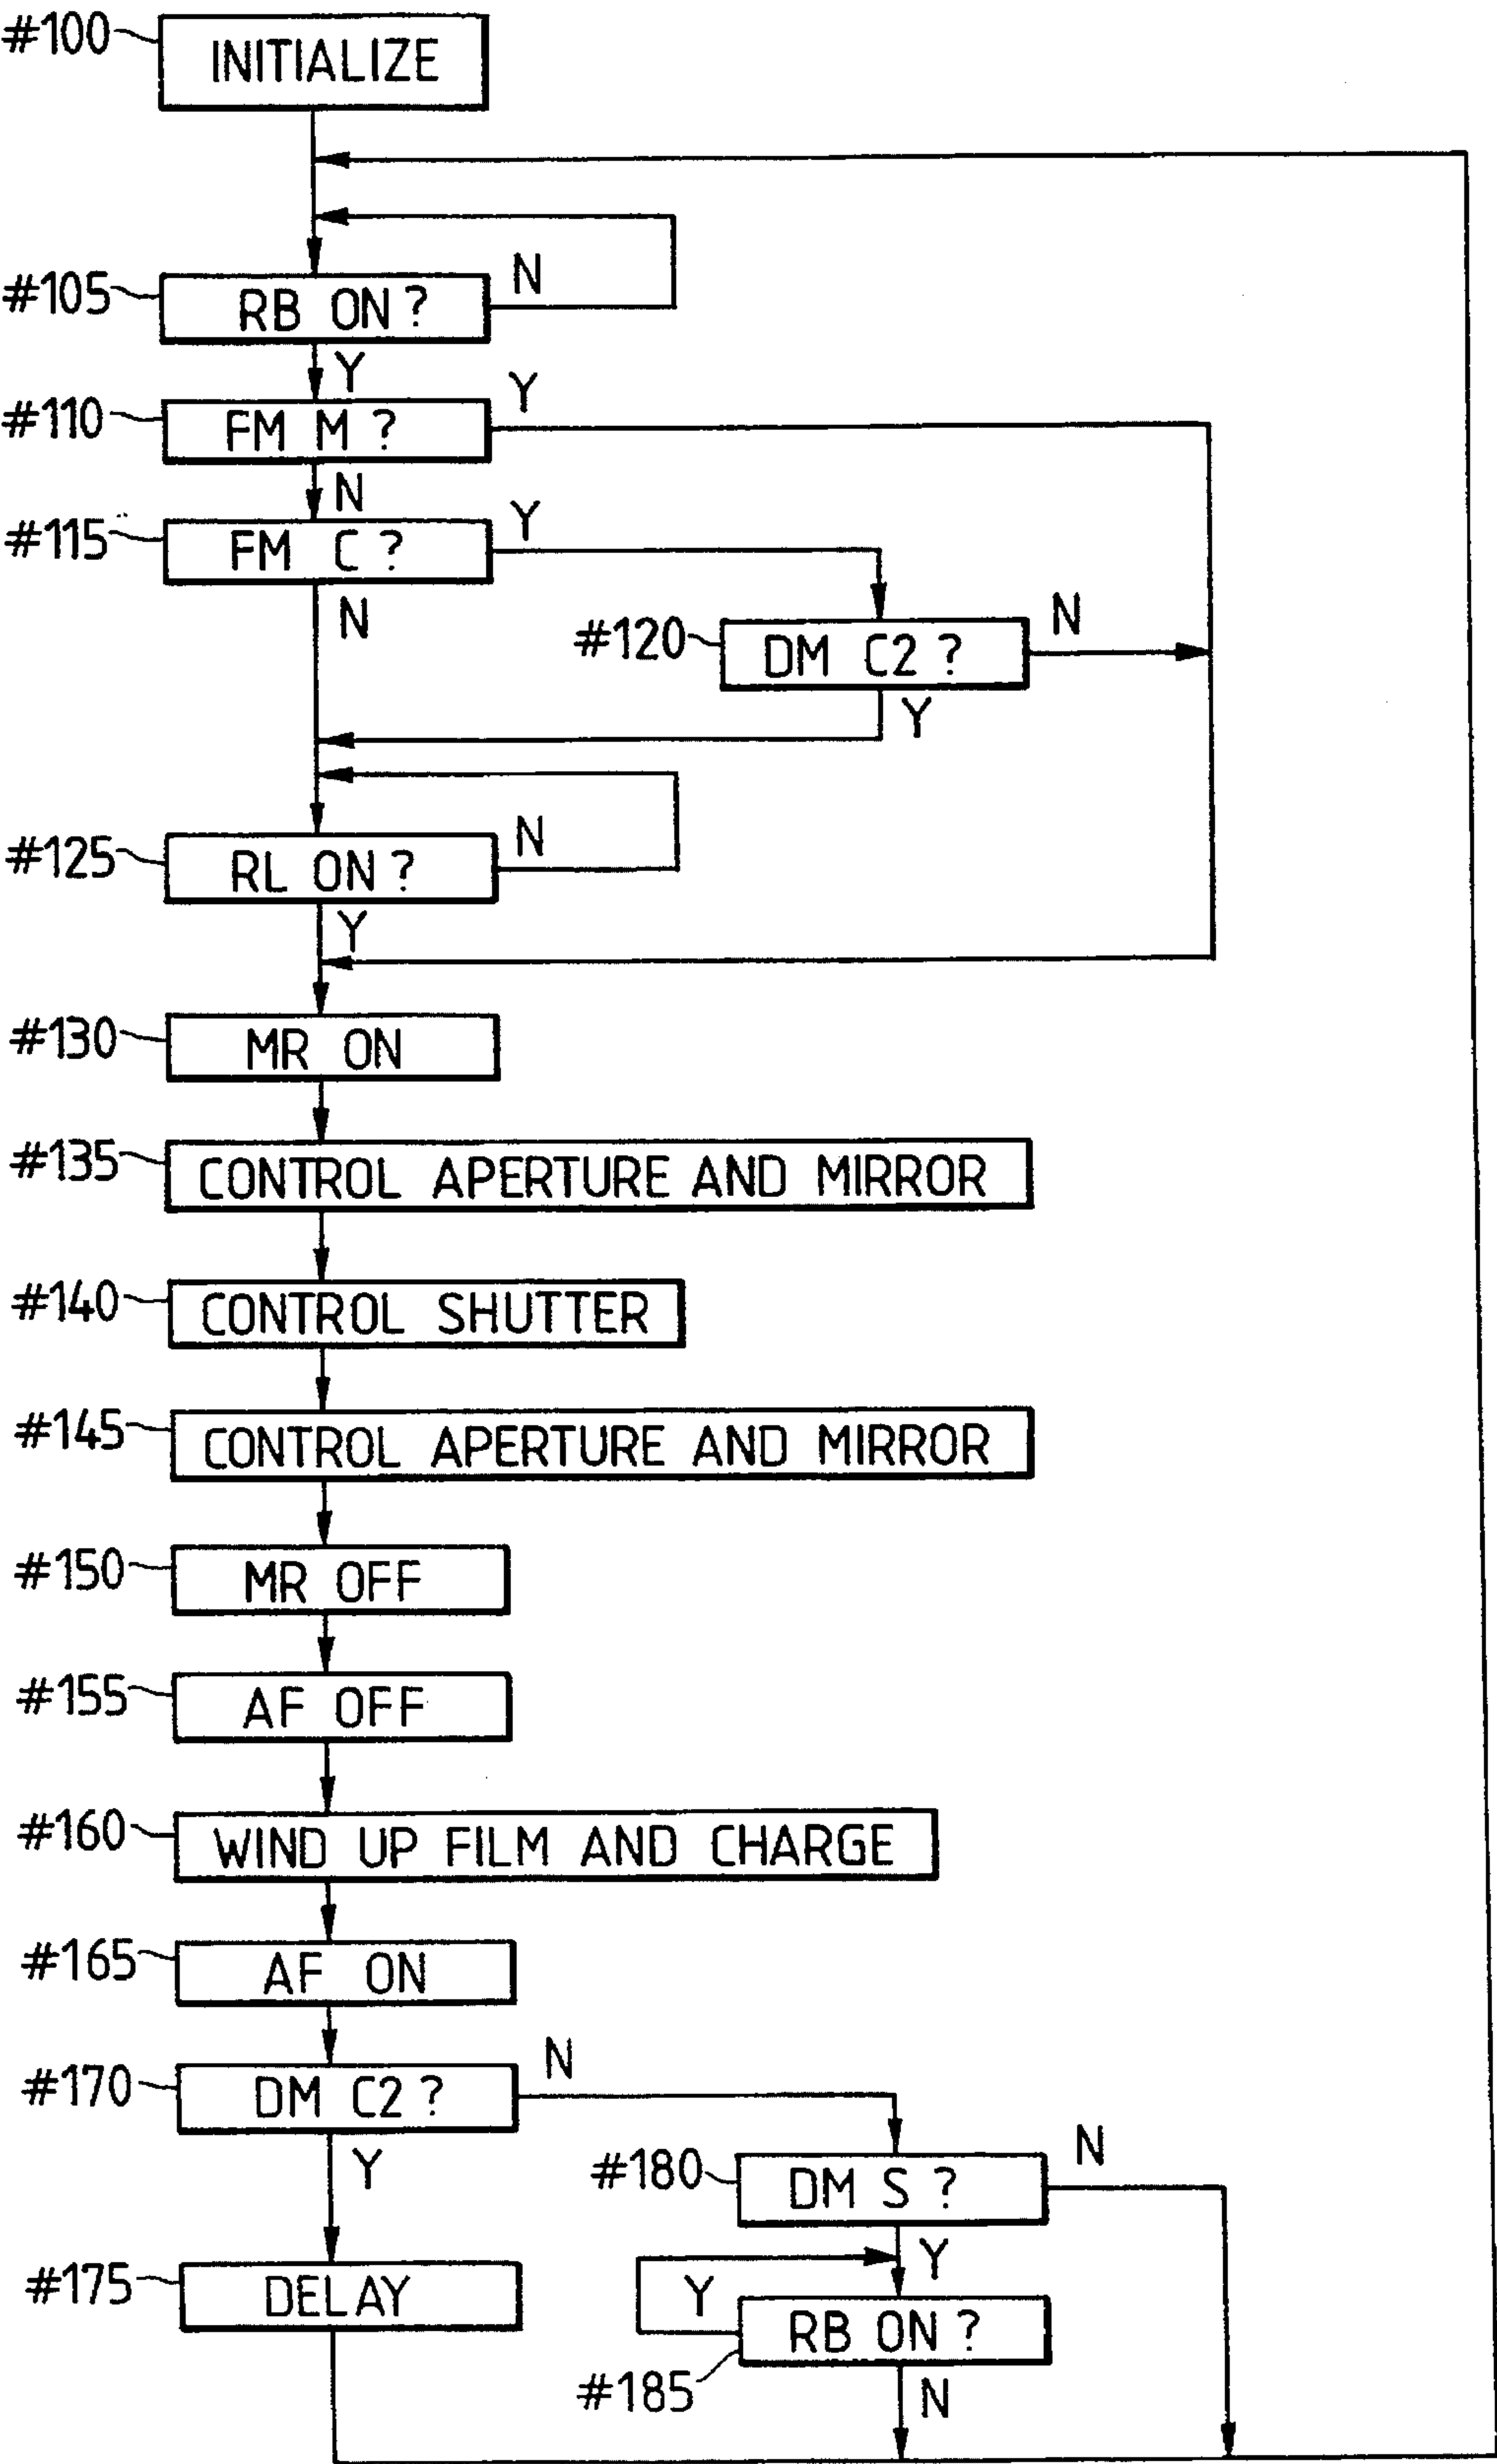 #100 INITIALIZE
#105 RB ON ? N
Y
#110 FM M ? Y
N
#115 FM C ? Y
N
#120 DM C2 ? N
Y
#125 RL ON ? N
Y
#130 MR ON
#135 CONTROL APERTURE AND MIRROR
#140 CONTROL SHUTTER
#145 CONTROL APERTURE AND MIRROR
#150 MR OFF
#155 AF OFF
#160 WIND UP FILM AND CHARGE
#165 AF ON
#170 DM C2 ? N
Y
#180 DM S ? N
Y
#175 DELAY
Y RB ON ?
#185 N